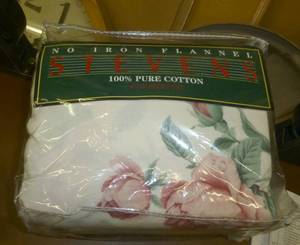 NO IRON FLANNEL
STEVENS
100% PURE COTTON